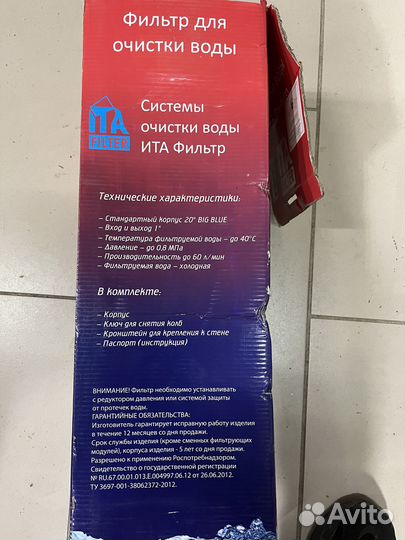 Фильтр для
очистки воды
ITA
FILTER
Системы
очистки воды
ИТА Фильтр
Технические характеристики:
– Стандартный корпус 20" BIG BLUE
– Вход и выход 1"
– Температура фильтруемой воды – до 40°С
– Давление – до 0,8 МПа
– Производительность до 60 л/мин
– Фильтруемая вода – холодная
В комплекте:
– Корпус
– Ключ для снятия колб
– Кронштейн для крепления к стене
– Паспорт (инструкция)
ВНИМАНИЕ! Фильтр необходимо устанавливать
с редуктором давления или системой защиты
от протечек воды.
ГАРАНТИЙНЫЕ ОБЯЗАТЕЛЬСТВА:
Изготовитель гарантирует исправную работу изделия
в течение 12 месяцев со дня продажи.
Срок службы изделия (кроме сменных фильтрующих
модулей), корпуса изделия - 5 лет со дня продажи.
Разрешено к применению Роспотребнадзором.
Свидетельство о государственной регистрации
№ RU.67.00.01.013.Е.004997.06.12 от 26.06.2012.
ТУ 3697-001-38062372-2012.
Avito